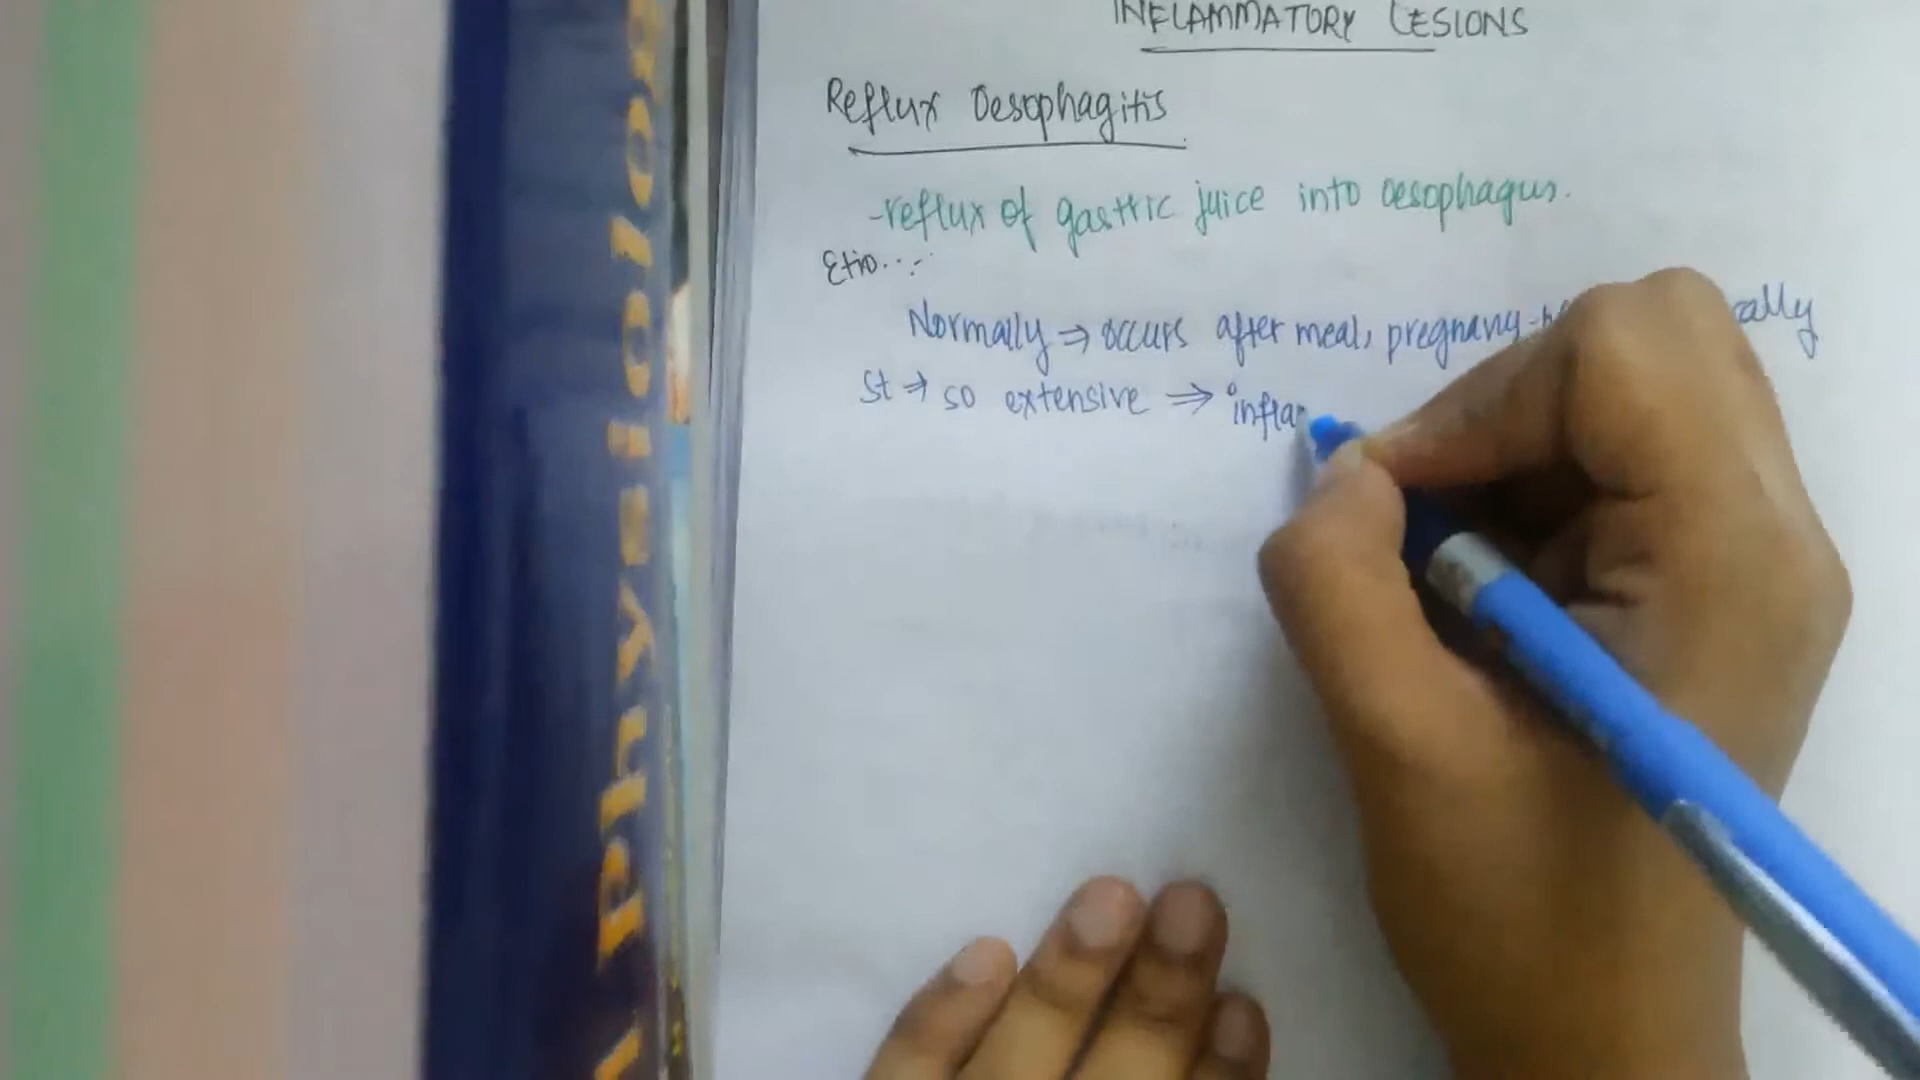 INFLAMMATORY LESIONS
Reflux Oesophagitis
-reflux of gastric juice into oesophagus.
Etio...:-
Normally ⇒ occurs after meal, pregnany-
St → so extensive ⇒ infla